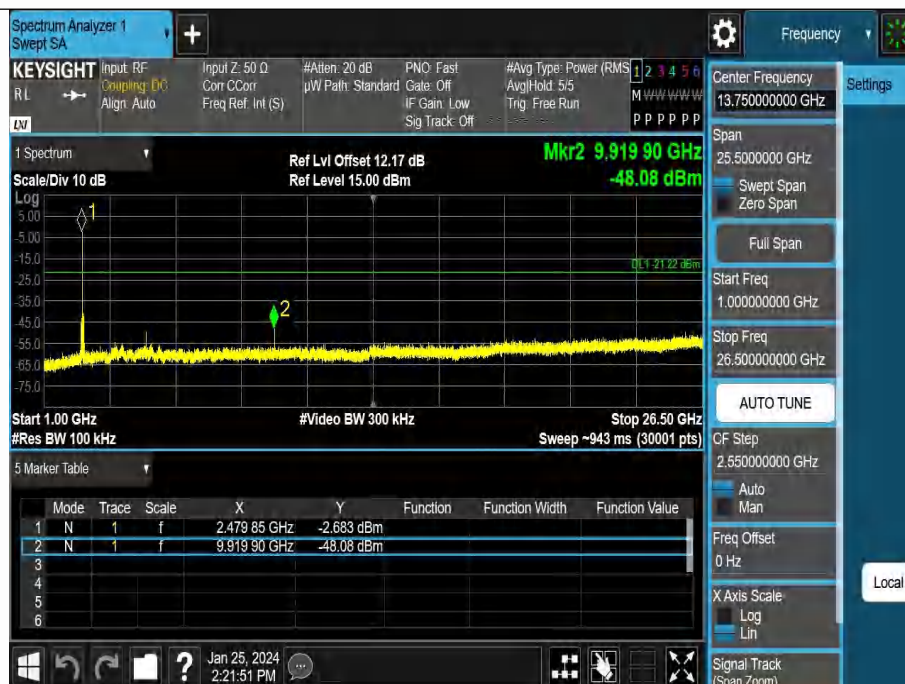 Spectrum Analyzer 1
Swept SA
+
Frequency
KEYSIGHT
RL
LXI
Input: RF
Coupling: DC
Align: Auto
Input Z: 50 Ω
Corr CCorr
Freq Ref: Int (S)
#Atten: 20 dB
µW Path: Standard
PNO: Fast
Gate: Off
IF Gain: Low
Sig Track: Off
#Avg Type: Power (RMS
Avg|Hold: 5/5
Trig: Free Run
1 2 3 4 5 6
M W W W W W
P P P P P P
1 Spectrum
Scale/Div 10 dB
Ref Lvl Offset 12.17 dB
Ref Level 15.00 dBm
Mkr2 9.919 90 GHz
-48.08 dBm
Log
5.00
-5.00
-15.0
-25.0
-35.0
-45.0
-55.0
-65.0
-75.0
1
2
DL1 -21.22 dBm
Start 1.00 GHz
#Res BW 100 kHz
#Video BW 300 kHz
Stop 26.50 GHz
Sweep ~943 ms (30001 pts)
5 Marker Table
Mode Trace Scale X Y Function Function Width Function Value
1 N 1 f 2.479 85 GHz -2.683 dBm
2 N 1 f 9.919 90 GHz -48.08 dBm
3
4
5
6
?
Jan 25, 2024
2:21:51 PM
Center Frequency
13.750000000 GHz
Settings
Span
25.5000000 GHz
Swept Span
Zero Span
Full Span
Start Freq
1.000000000 GHz
Stop Freq
26.500000000 GHz
AUTO TUNE
CF Step
2.550000000 GHz
Auto
Man
Freq Offset
0 Hz
Local
X Axis Scale
Log
Lin
Signal Track
(Span Zoom)